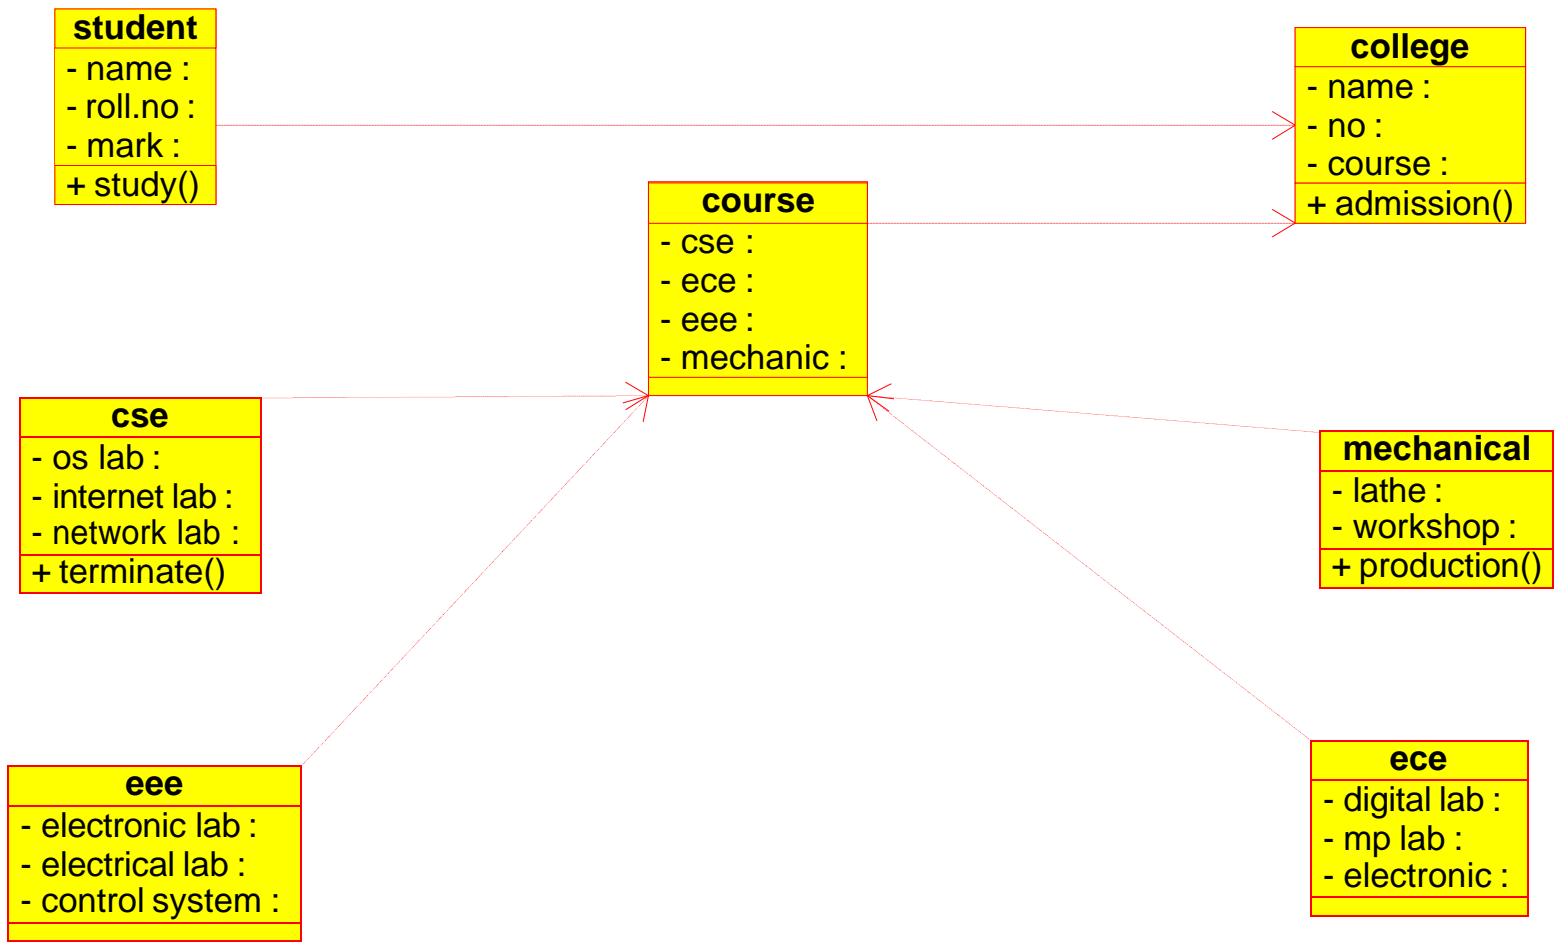 student
- name :
- roll.no :
- mark :
+ study()
college
- name :
- no :
- course :
+ admission()
course
- cse :
- ece :
- eee :
- mechanic :
cse
- os lab :
- internet lab :
- network lab :
+ terminate()
mechanical
- lathe :
- workshop :
+ production()
eee
- electronic lab :
- electrical lab :
- control system :
ece
- digital lab :
- mp lab :
- electronic :